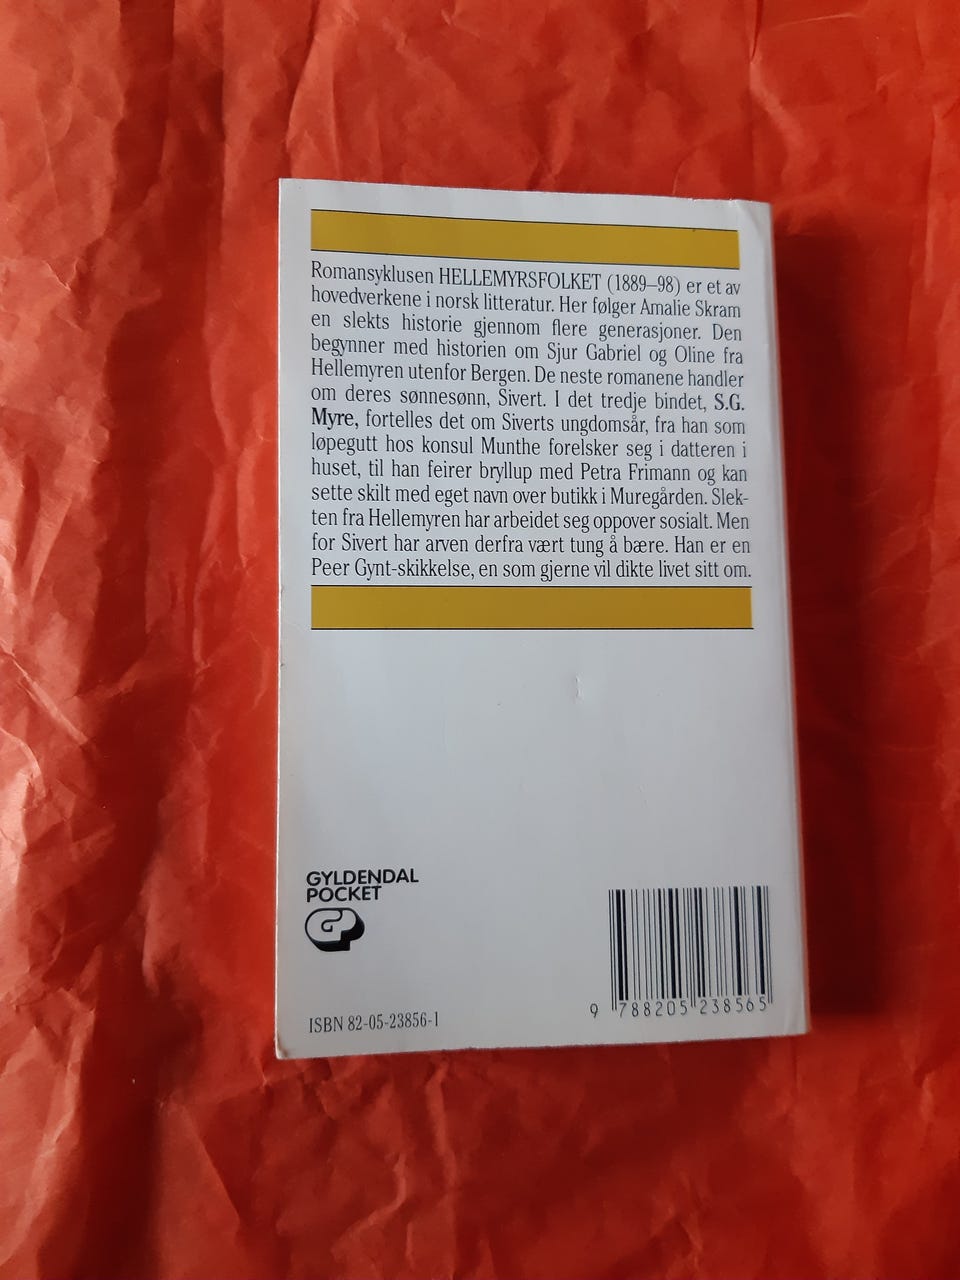 Romansyklusen HELLEMYRSFOLKET (1889–98) er et av
hovedverkene i norsk litteratur. Her følger Amalie Skram
en slekts historie gjennom flere generasjoner. Den
begynner med historien om Sjur Gabriel og Oline fra
Hellemyren utenfor Bergen. De neste romanene handler
om deres sønnesønn, Sivert. I det tredje bindet, S.G.
Myre, fortelles det om Siverts ungdomsår, fra han som
løpegutt hos konsul Munthe forelsker seg i datteren i
huset, til han feirer bryllup med Petra Frimann og kan
sette skilt med eget navn over butikk i Muregården. Slek-
ten fra Hellemyren har arbeidet seg oppover sosialt. Men
for Sivert har arven derfra vært tung å bære. Han er en
Peer Gynt-skikkelse, en som gjerne vil dikte livet sitt om.
GYLDENDAL
POCKET
GP
ISBN 82-05-23856-1
9 788205 238565